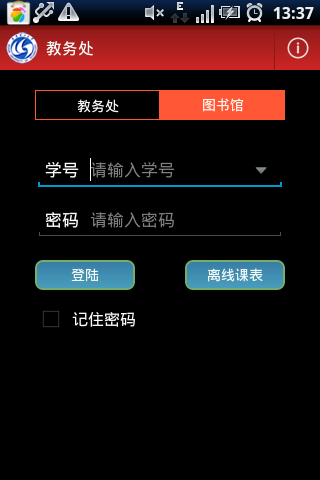 E 13:37
教务处
教务处 图书馆
学号 请输入学号
密码 请输入密码
登陆 离线课表
记住密码